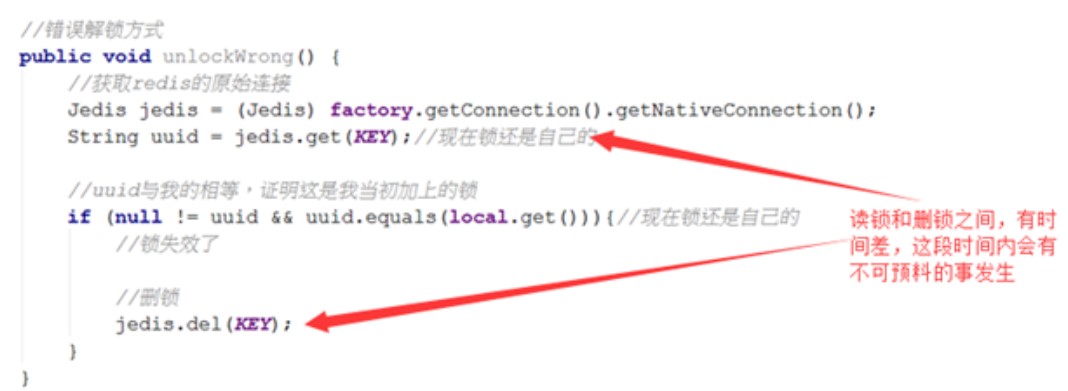 //错误解锁方式
public void unlockWrong() {
//获取redis的原始连接
Jedis jedis = (Jedis) factory.getConnection().getNativeConnection();
String uuid = jedis.get(KEY);//现在锁还是自己的
//uuid与我的相等，证明这是我当初加上的锁
if (null != uuid && uuid.equals(local.get())){//现在锁还是自己的
//锁失效了
//删锁
jedis.del(KEY);
}
}
读锁和删锁之间，有时
间差，这段时间内会有
不可预料的事发生